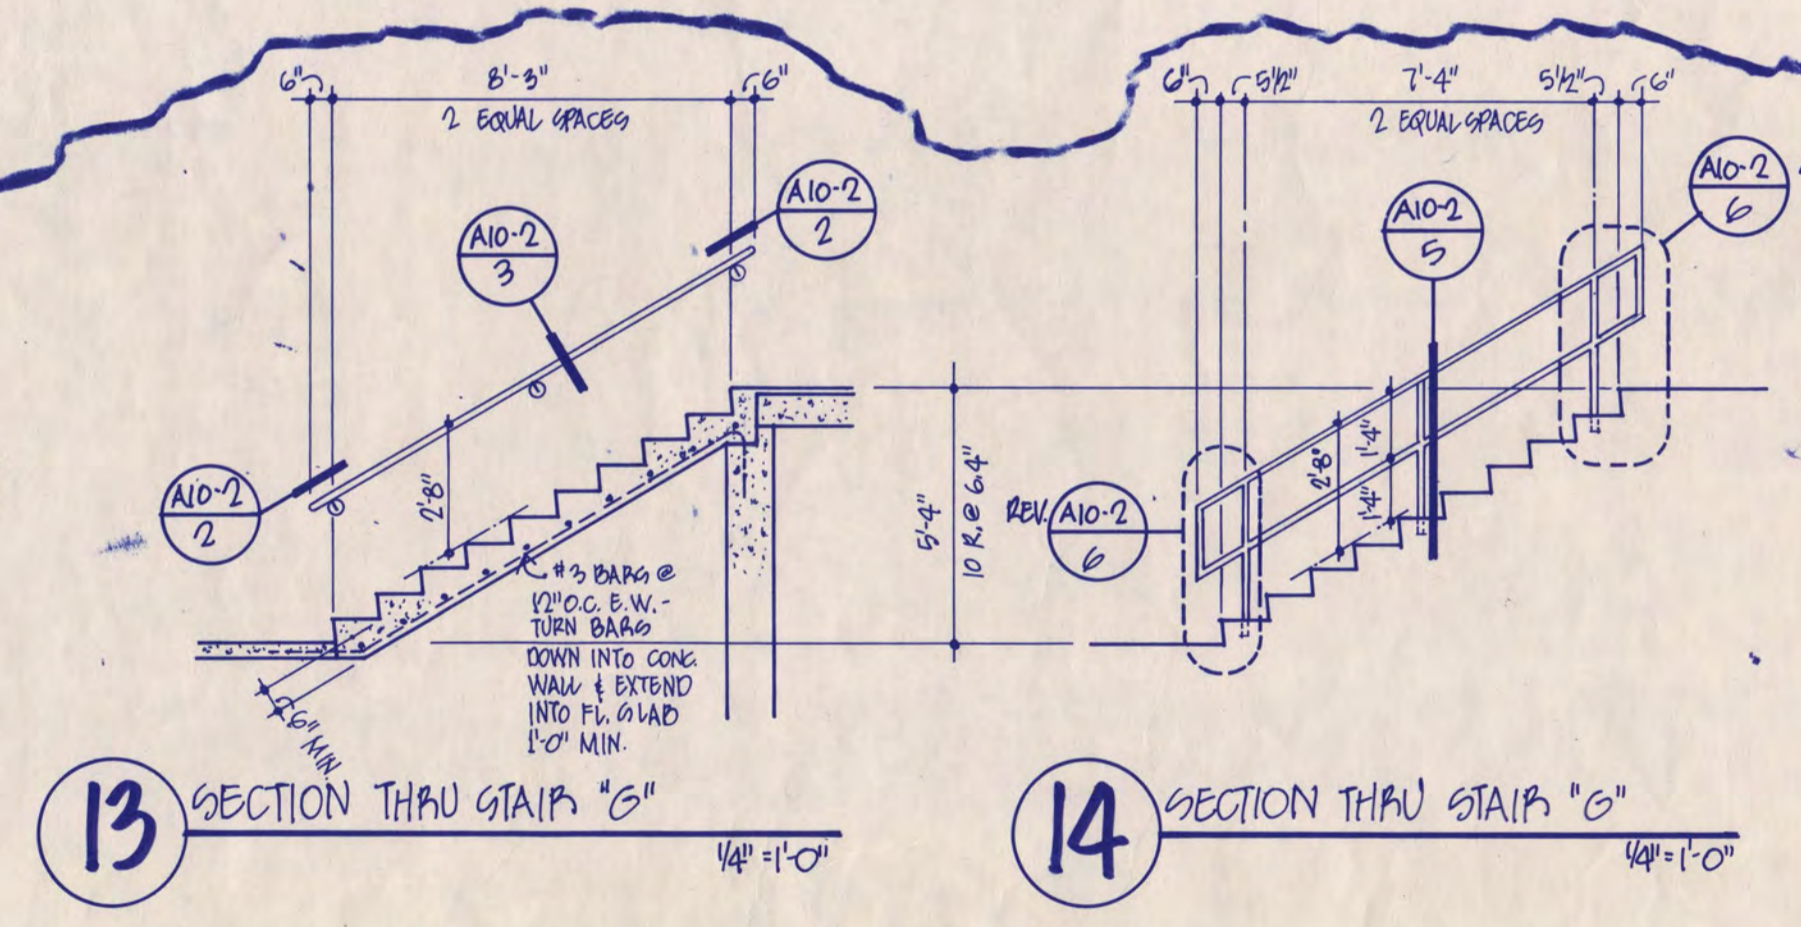 6" 8'-3" 6"
2 EQUAL SPACES
A10-2
2
A10-2
3
A10-2
2
2'-8"
#3 BARS @
12" O.C. E.W. -
TURN BARS
DOWN INTO CONC.
WALL & EXTEND
INTO FL. SLAB
1'-0" MIN.
6" MIN.
13 SECTION THRU STAIR "G"
1/4" = 1'-0"
5'-4"
10 R. @ 6.4"
6" 5 1/2" 7'-4" 5 1/2" 6"
2 EQUAL SPACES
A10-2
6
A10-2
5
2'-8"
1'-4"
1'-4"
REV. A10-2
6
14 SECTION THRU STAIR "G"
1/4" = 1'-0"